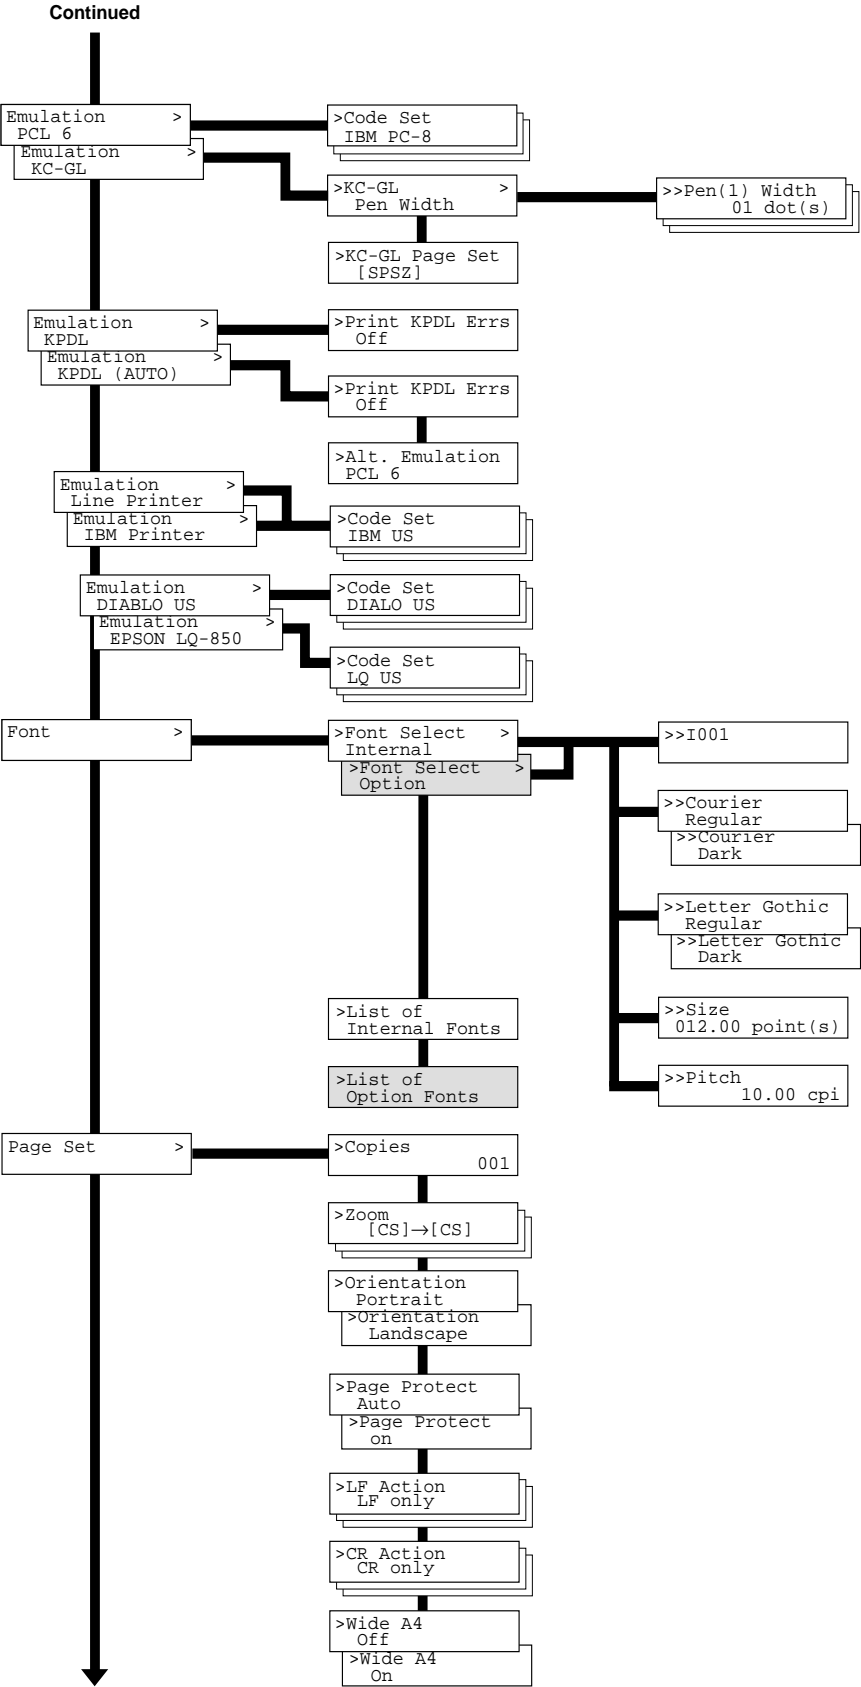 Continued
Emulation >
PCL 6
>Code Set
IBM PC-8
Emulation >
KC-GL
>KC-GL >
Pen Width
>>Pen(1) Width
01 dot(s)
>KC-GL Page Set
[SPSZ]
Emulation >
KPDL
>Print KPDL Errs
Off
Emulation >
KPDL (AUTO)
>Print KPDL Errs
Off
>Alt. Emulation
PCL 6
Emulation >
Line Printer
Emulation >
IBM Printer
>Code Set
IBM US
Emulation >
DIABLO US
>Code Set
DIALO US
Emulation >
EPSON LQ-850
>Code Set
LQ US
Font >
>Font Select >
Internal
>Font Select >
Option
>>I001
>>Courier
Regular
>>Courier
Dark
>>Letter Gothic
Regular
>>Letter Gothic
Dark
>>Size
012.00 point(s)
>>Pitch
10.00 cpi
>List of
Internal Fonts
>List of
Option Fonts
Page Set >
>Copies
001
>Zoom
[CS]→[CS]
>Orientation
Portrait
>Orientation
Landscape
>Page Protect
Auto
>Page Protect
on
>LF Action
LF only
>CR Action
CR only
>Wide A4
Off
>Wide A4
On